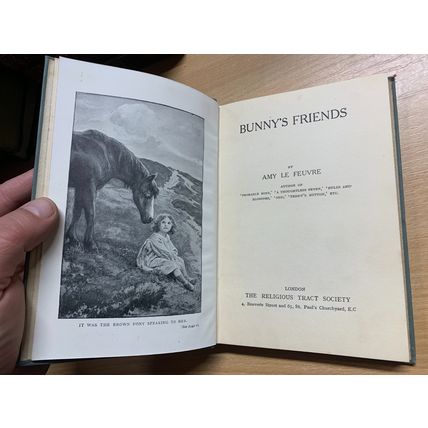 IT WAS THE BROWN PONY SPEAKING TO HER.
BUNNY'S FRIENDS
BY
AMY LE FEUVRE
AUTHOR OF
'PROBABLE SONS,' 'A THOUGHTLESS SEVEN,' 'BULBS AND
BLOSSOMS,' 'ODD,' 'TEDDY'S BUTTON,' ETC.
LONDON
THE RELIGIOUS TRACT SOCIETY
4, Bouverie Street and 65, St. Paul's Churchyard, E.C